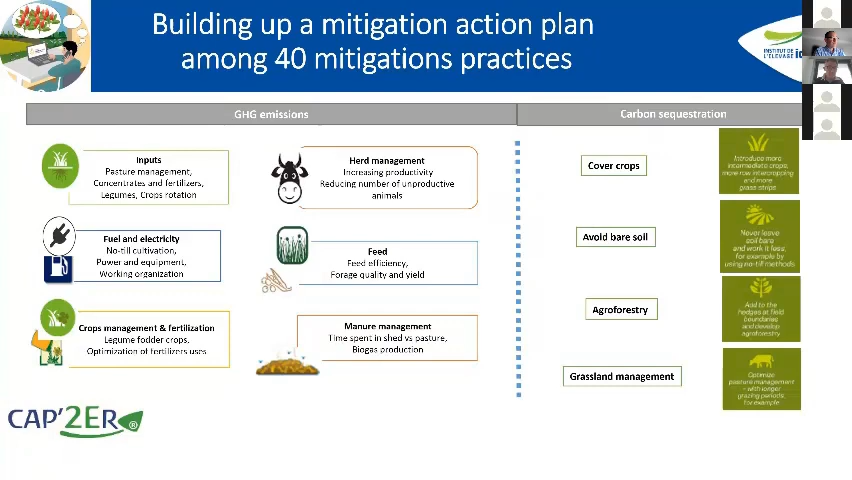 Building up a mitigation action plan
among 40 mitigations practices
INSTITUT DE
L'ELEVAGE
GHG emissions
Carbon sequestration
Inputs
Pasture management,
Concentrates and fertilizers,
Legumes, Crops rotation
Herd management
Increasing productivity
Reducing number of unproductive
animals
Cover crops
Introduce more
intermediate crops,
more row intercropping
and more
grass strips
Fuel and electricity
No-till cultivation,
Power and equipment,
Working organization
Feed
Feed efficiency,
Forage quality and yield
Avoid bare soil
Never leave
soil bare
and work it less,
for example by
using no-till methods
Crops management & fertilization
Legume fodder crops,
Optimization of fertilizers uses
Manure management
Time spent in shed vs pasture,
Biogas production
Agroforestry
Add to the
hedges at field
boundaries
and develop
agroforestry
Grassland management
Optimize
pasture management
– with longer
grazing periods,
for example
CAP'2ER®